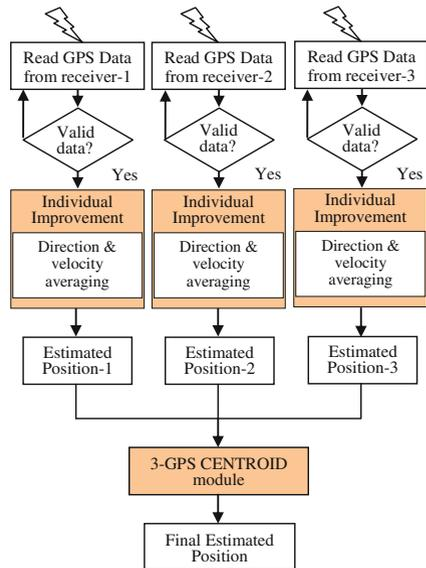 Read GPS Data
from receiver-1
Read GPS Data
from receiver-2
Read GPS Data
from receiver-3
Valid
data?
Valid
data?
Valid
data?
Yes
Yes
Yes
Individual
Improvement
Direction &
velocity
averaging
Individual
Improvement
Direction &
velocity
averaging
Individual
Improvement
Direction &
velocity
averaging
Estimated
Position-1
Estimated
Position-2
Estimated
Position-3
3-GPS CENTROID
module
Final Estimated
Position